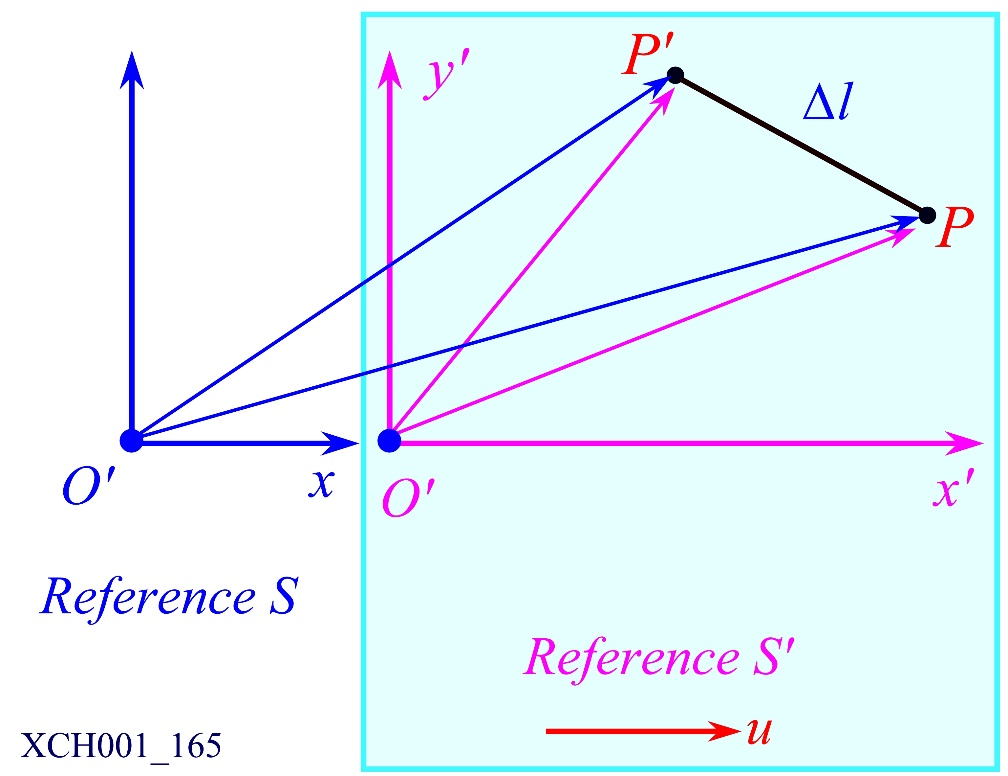 P′
y′
Δl
P
O′
x
O′
x′
Reference S
Reference S′
u
XCH001_165